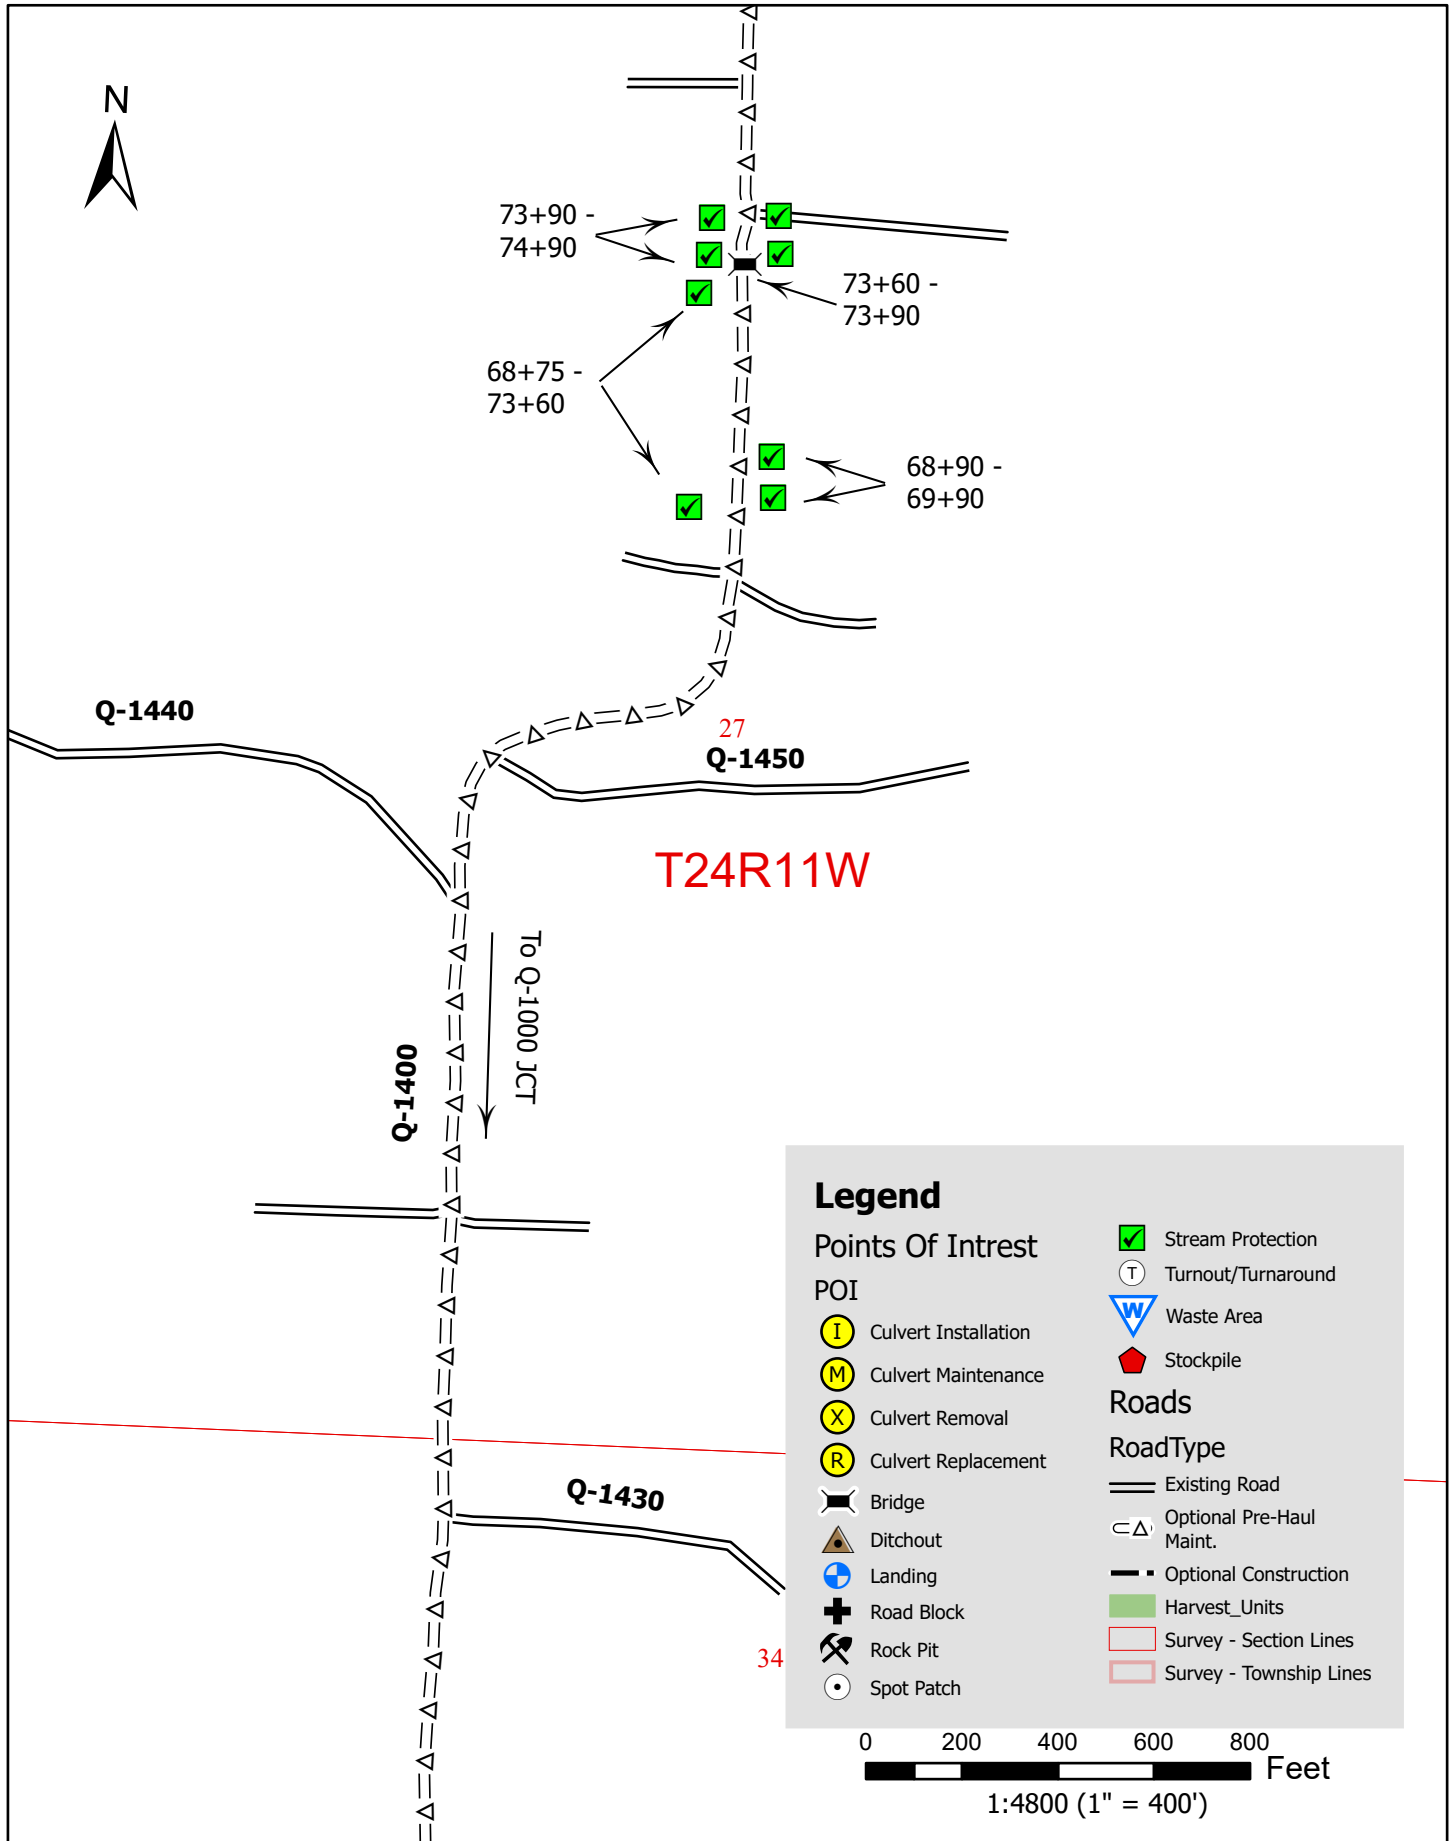 N
73+90 -
74+90
73+60 -
73+90
68+75 -
73+60
68+90 -
69+90
Q-1440
27
Q-1450
T24R11W
To Q-1000 JCT
Q-1400
Q-1430
34
Legend
Points Of Intrest
POI
I Culvert Installation
M Culvert Maintenance
X Culvert Removal
R Culvert Replacement
Bridge
Ditchout
Landing
Road Block
Rock Pit
Spot Patch
Stream Protection
T Turnout/Turnaround
W Waste Area
Stockpile
Roads
RoadType
Existing Road
Optional Pre-Haul
Maint.
Optional Construction
Harvest_Units
Survey - Section Lines
Survey - Township Lines
0 200 400 600 800
Feet
1:4800 (1" = 400')